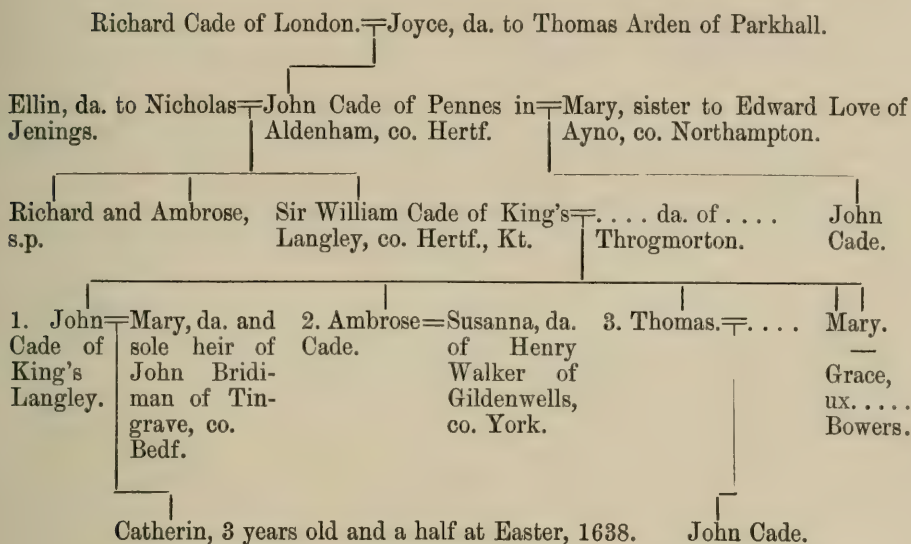 Richard Cade of London.=Joyce, da. to Thomas Arden of Parkhall.
Ellin, da. to Nicholas=John Cade of Pennes in=Mary, sister to Edward Love of
Jenings. Aldenham, co. Hertf. Ayno, co. Northampton.
Richard and Ambrose, Sir William Cade of King's=. . . . da. of . . . . John
s.p. Langley, co. Hertf., Kt. Throgmorton. Cade.
1. John=Mary, da. and 2. Ambrose=Susanna, da. 3. Thomas.=. . . . Mary.
Cade of sole heir of Cade. of Henry —
King's John Bridi- Walker of Grace,
Langley. man of Tin- Gildenwells, ux. . . . .
grave, co. co. York. Bowers.
Bedf.
Catherin, 3 years old and a half at Easter, 1638. John Cade.